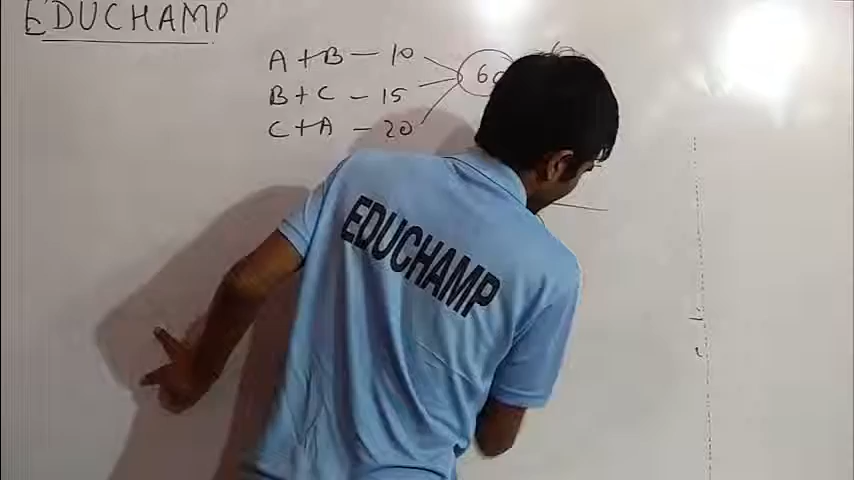 EDUCHAMP
A + B — 10
B + C — 15
C + A — 20
60
EDUCHAMP